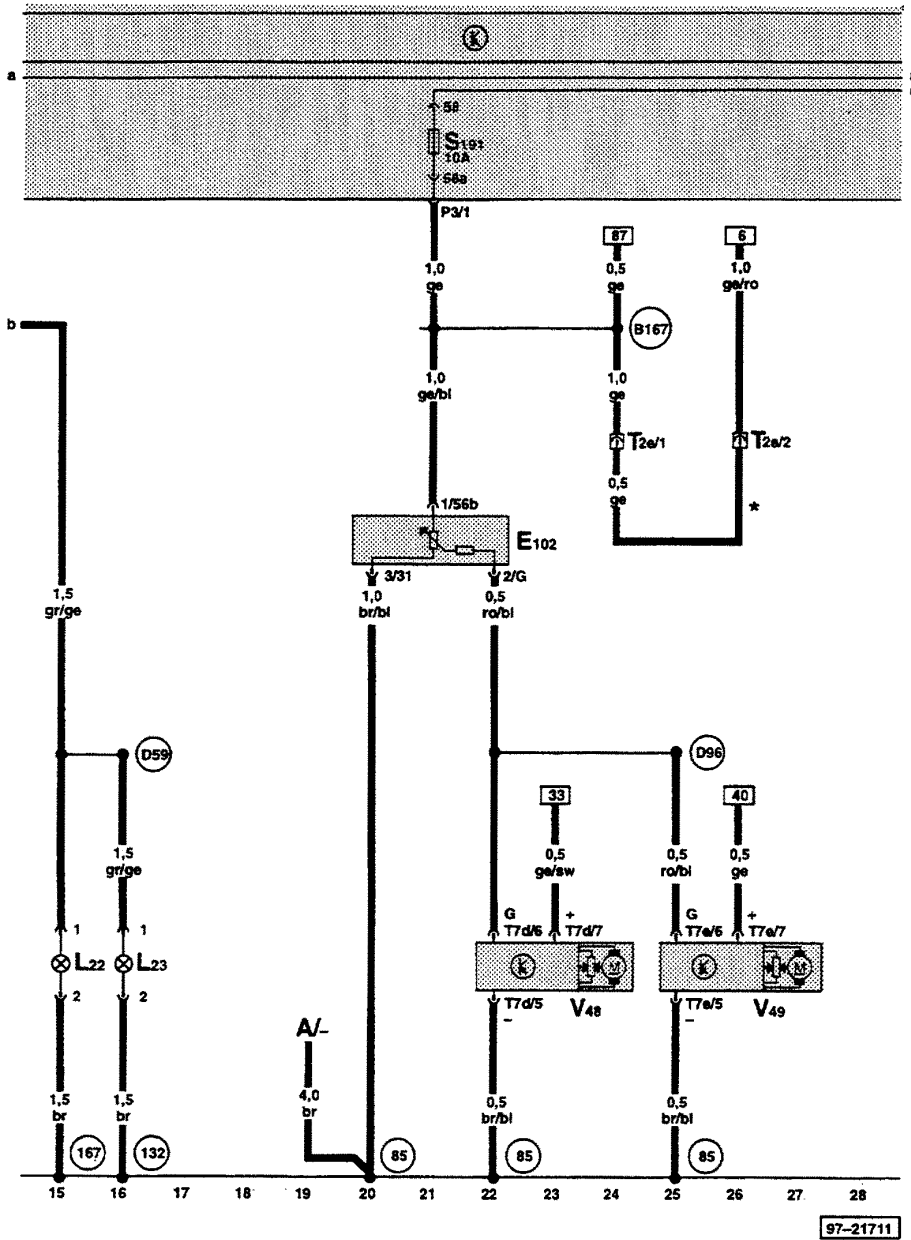 K
a
58
S191
10A
56a
P3/1
87
6
1,0
ge
0,5
ge
1,0
ge/ro
b
B167
1,0
ge/bl
1,0
ge
T2e/1
T2e/2
1/56b
0,5
ge
*
E102
3/31
2/G
1,5
gr/ge
1,0
br/bl
0,5
ro/bl
D59
D96
33
40
1,5
gr/ge
0,5
ge/sw
0,5
ro/bl
0,5
ge
G
+
G
+
1
1
T7d/6
T7d/7
T7e/6
T7e/7
L22
L23
k
M
k
M
2
2
T7d/5
–
V48
T7e/5
–
V49
A/–
1,5
br
1,5
br
4,0
br
0,5
br/bl
0,5
br/bl
167
132
85
85
85
15 16 17 18 19 20 21 22 23 24 25 26 27 28
97–21711